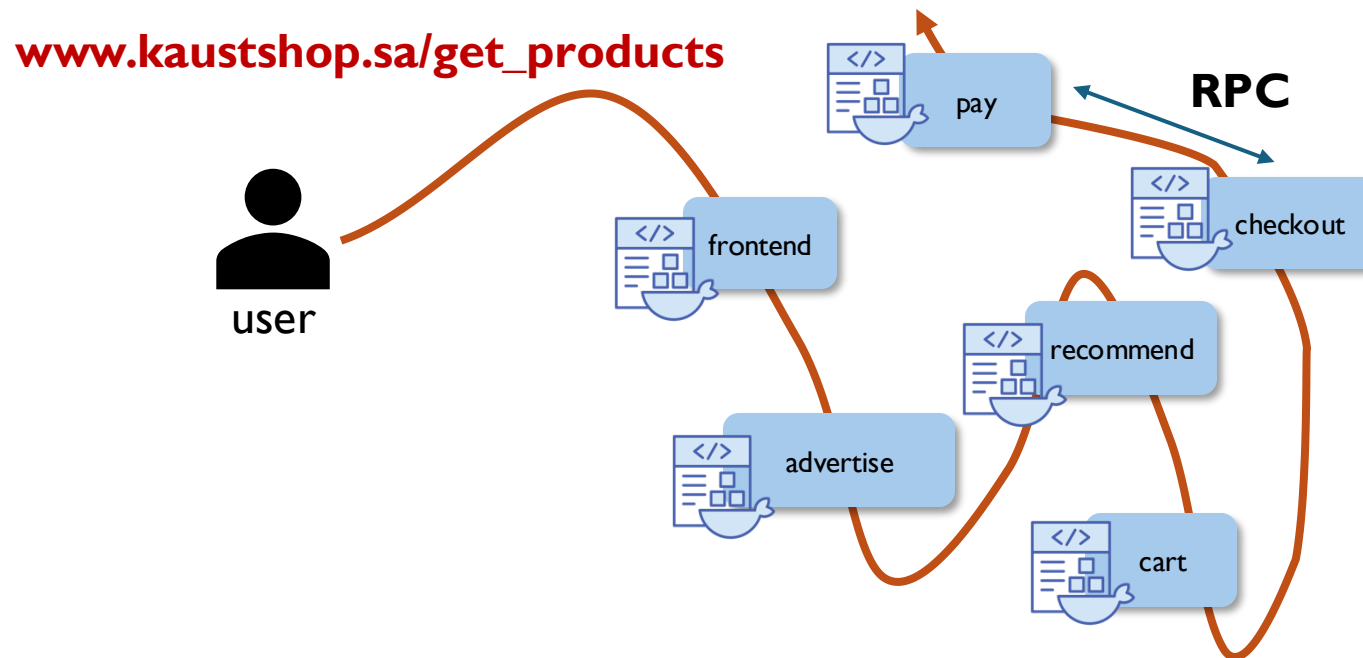 www.kaustshop.sa/get_products
</>
pay
RPC
</>
checkout
</>
frontend
user
</>
recommend
</>
advertise
</>
cart